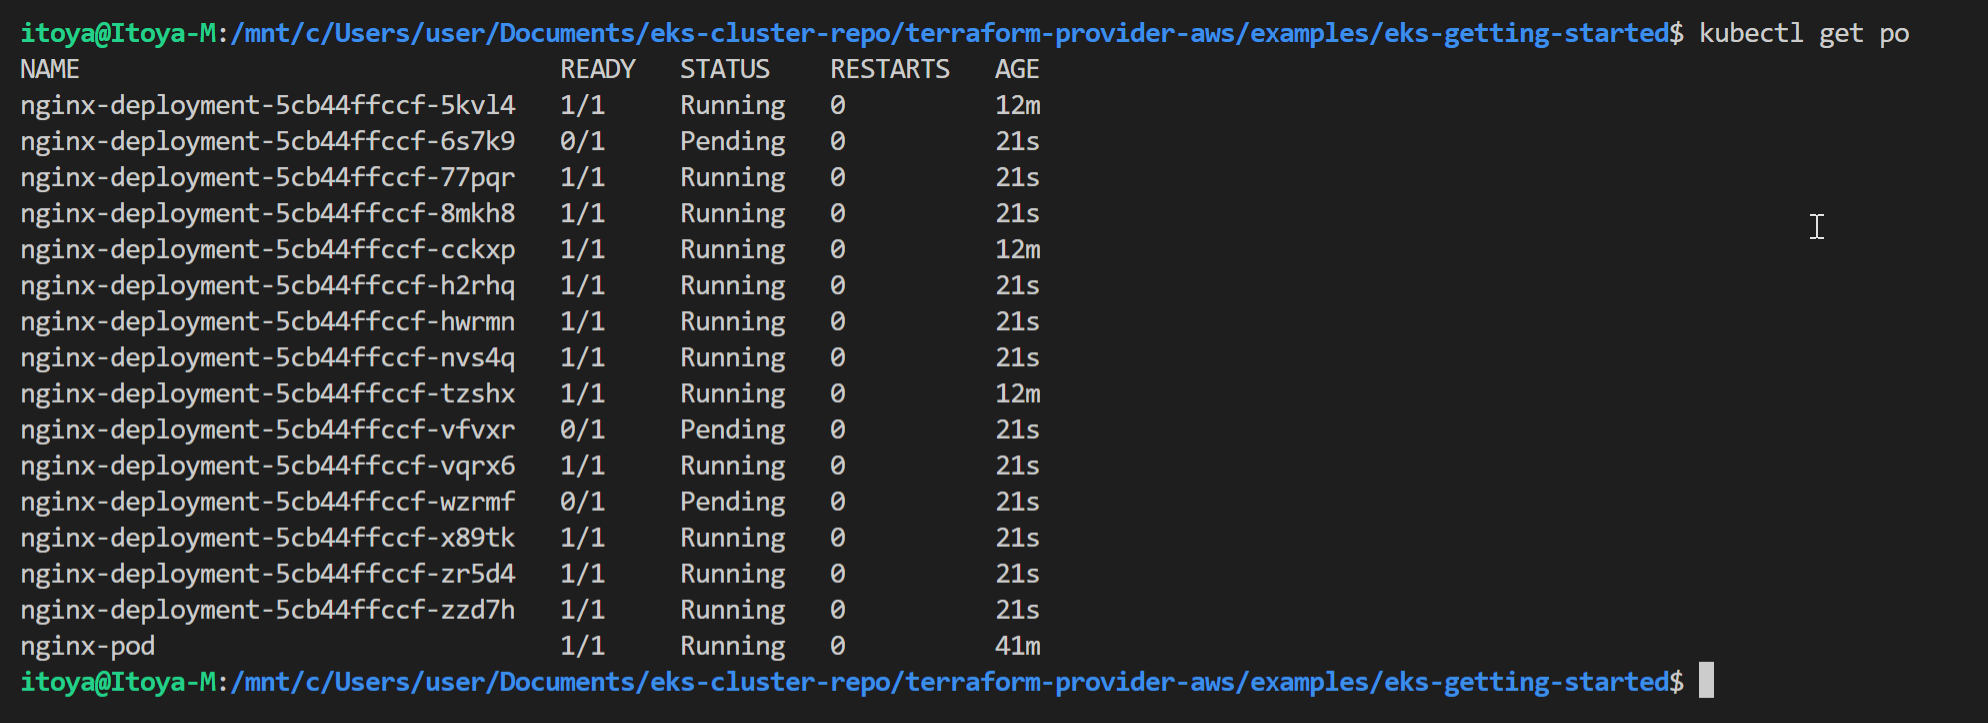 itoya@Itoya-M:/mnt/c/Users/user/Documents/eks-cluster-repo/terraform-provider-aws/examples/eks-getting-started$ kubectl get po
NAME READY STATUS RESTARTS AGE
nginx-deployment-5cb44ffccf-5kvl4 1/1 Running 0 12m
nginx-deployment-5cb44ffccf-6s7k9 0/1 Pending 0 21s
nginx-deployment-5cb44ffccf-77pqr 1/1 Running 0 21s
nginx-deployment-5cb44ffccf-8mkh8 1/1 Running 0 21s
nginx-deployment-5cb44ffccf-cckxp 1/1 Running 0 12m
nginx-deployment-5cb44ffccf-h2rhq 1/1 Running 0 21s
nginx-deployment-5cb44ffccf-hwrmn 1/1 Running 0 21s
nginx-deployment-5cb44ffccf-nvs4q 1/1 Running 0 21s
nginx-deployment-5cb44ffccf-tzshx 1/1 Running 0 12m
nginx-deployment-5cb44ffccf-vfvxr 0/1 Pending 0 21s
nginx-deployment-5cb44ffccf-vqrx6 1/1 Running 0 21s
nginx-deployment-5cb44ffccf-wzrmf 0/1 Pending 0 21s
nginx-deployment-5cb44ffccf-x89tk 1/1 Running 0 21s
nginx-deployment-5cb44ffccf-zr5d4 1/1 Running 0 21s
nginx-deployment-5cb44ffccf-zzd7h 1/1 Running 0 21s
nginx-pod 1/1 Running 0 41m
itoya@Itoya-M:/mnt/c/Users/user/Documents/eks-cluster-repo/terraform-provider-aws/examples/eks-getting-started$